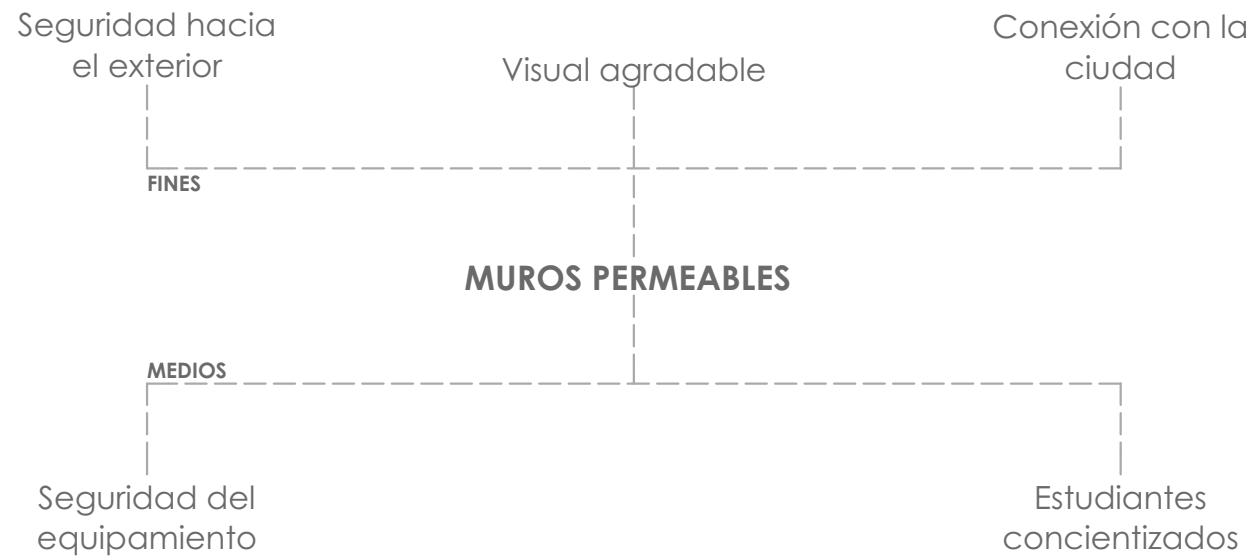 Seguridad hacia
el exterior
Visual agradable
Conexión con la
ciudad
FINES
MUROS PERMEABLES
MEDIOS
Seguridad del
equipamiento
Estudiantes
concientizados